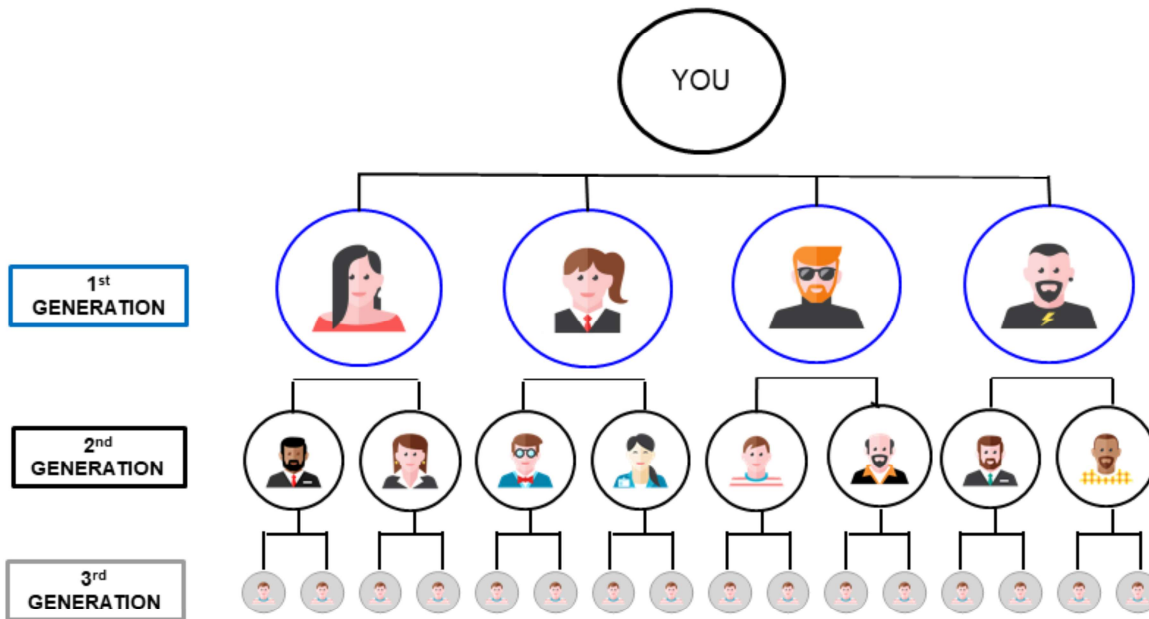 YOU
1st
GENERATION
2nd
GENERATION
3rd
GENERATION